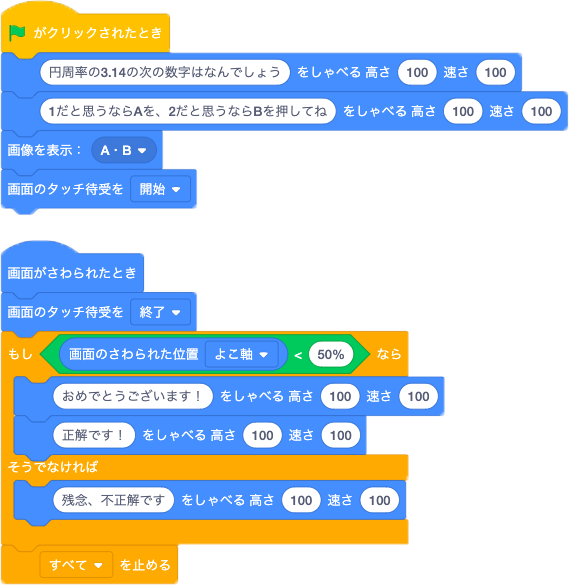 がクリックされたとき
円周率の3.14の次の数字はなんでしょう をしゃべる 高さ 100 速さ 100
1だと思うならAを、2だと思うならBを押してね をしゃべる 高さ 100 速さ 100
画像を表示： A・B
画面のタッチ待受を 開始
画面がさわられたとき
画面のタッチ待受を 終了
もし 画面のさわられた位置 よこ軸 < 50% なら
おめでとうございます！ をしゃべる 高さ 100 速さ 100
正解です！ をしゃべる 高さ 100 速さ 100
そうでなければ
残念、不正解です をしゃべる 高さ 100 速さ 100
すべて を止める